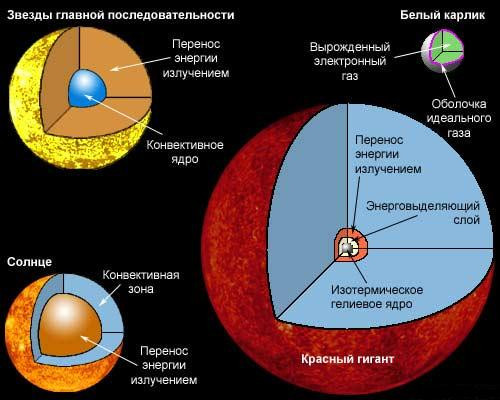 Звезды главной последовательности
Перенос
энергии
излучением
Конвективное
ядро
Белый карлик
Вырожденный
электронный
газ
Оболочка
идеального
газа
Перенос
энергии
излучением
Энерговыделяющий
слой
Изотермическое
гелиевое ядро
Красный гигант
Солнце
Конвективная
зона
Перенос
энергии
излучением